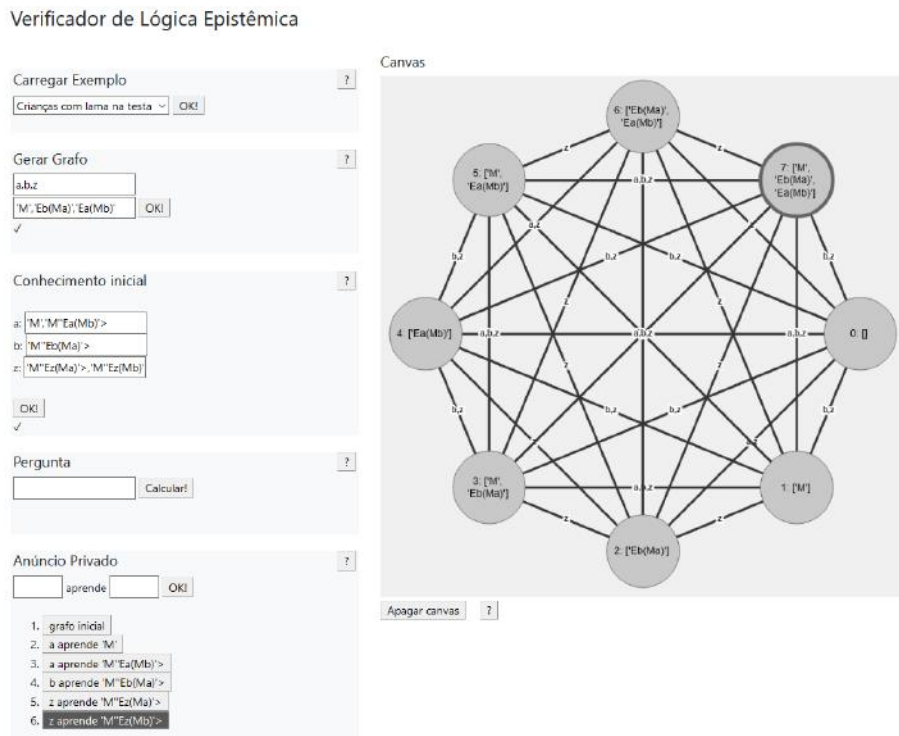 Verificador de Lógica Epistêmica
Carregar Exemplo
?
Crianças com lama na testa
OK!
Gerar Grafo
?
a,b,z
'M','Eb(Ma)','Ea(Mb)'
OK!
✓
Conhecimento inicial
?
a: 'M','M''Ea(Mb)'>
b: 'M''Eb(Ma)'>
z: 'M''Ez(Ma)'>,'M''Ez(Mb)'
OK!
✓
Pergunta
?
Calcular!
Anúncio Privado
?
aprende
OK!
1. grafo inicial
2. a aprende 'M'
3. a aprende 'M''Ea(Mb)'>
4. b aprende 'M''Eb(Ma)'>
5. z aprende 'M''Ez(Ma)'>
6. z aprende 'M''Ez(Mb)'>
Canvas
6: ['Eb(Ma)',
'Ea(Mb)']
5: ['M',
'Ea(Mb)']
7: ['M',
'Eb(Ma)',
'Ea(Mb)']
z
z
a,b,z
a,z
z
b,z
b,z
b,z
b,z
z
z
4: ['Ea(Mb)']
a,b,z
a,b,z
a,b,z
0: []
z
z
b,z
b,z
b,z
b,z
z
z
a,z
3: ['M',
'Eb(Ma)']
a,b,z
1: ['M']
z
z
2: ['Eb(Ma)']
Apagar canvas
?